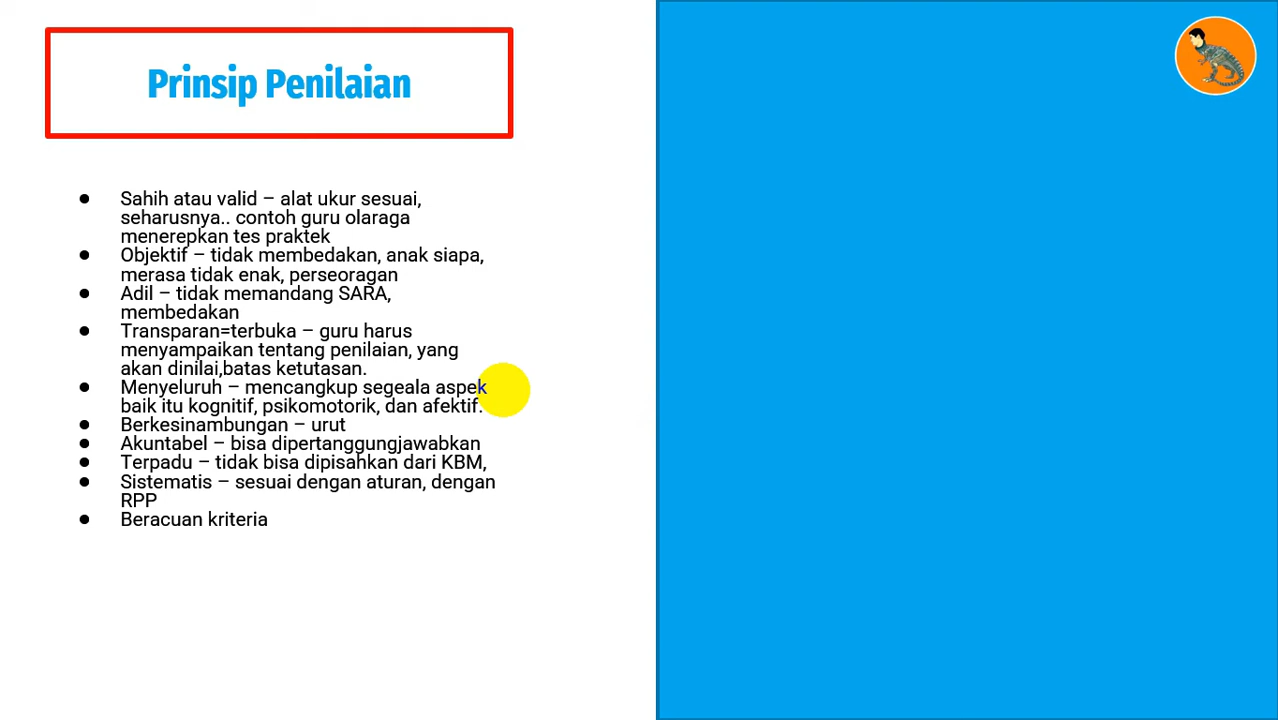 Prinsip Penilaian
● Sahih atau valid – alat ukur sesuai,
seharusnya.. contoh guru olaraga
menerepkan tes praktek
● Objektif – tidak membedakan, anak siapa,
merasa tidak enak, perseoragan
● Adil – tidak memandang SARA,
membedakan
● Transparan=terbuka – guru harus
menyampaikan tentang penilaian, yang
akan dinilai,batas ketutasan.
● Menyeluruh – mencangkup segeala aspek
baik itu kognitif, psikomotorik, dan afektif.
● Berkesinambungan – urut
● Akuntabel – bisa dipertanggungjawabkan
● Terpadu – tidak bisa dipisahkan dari KBM,
● Sistematis – sesuai dengan aturan, dengan
RPP
● Beracuan kriteria